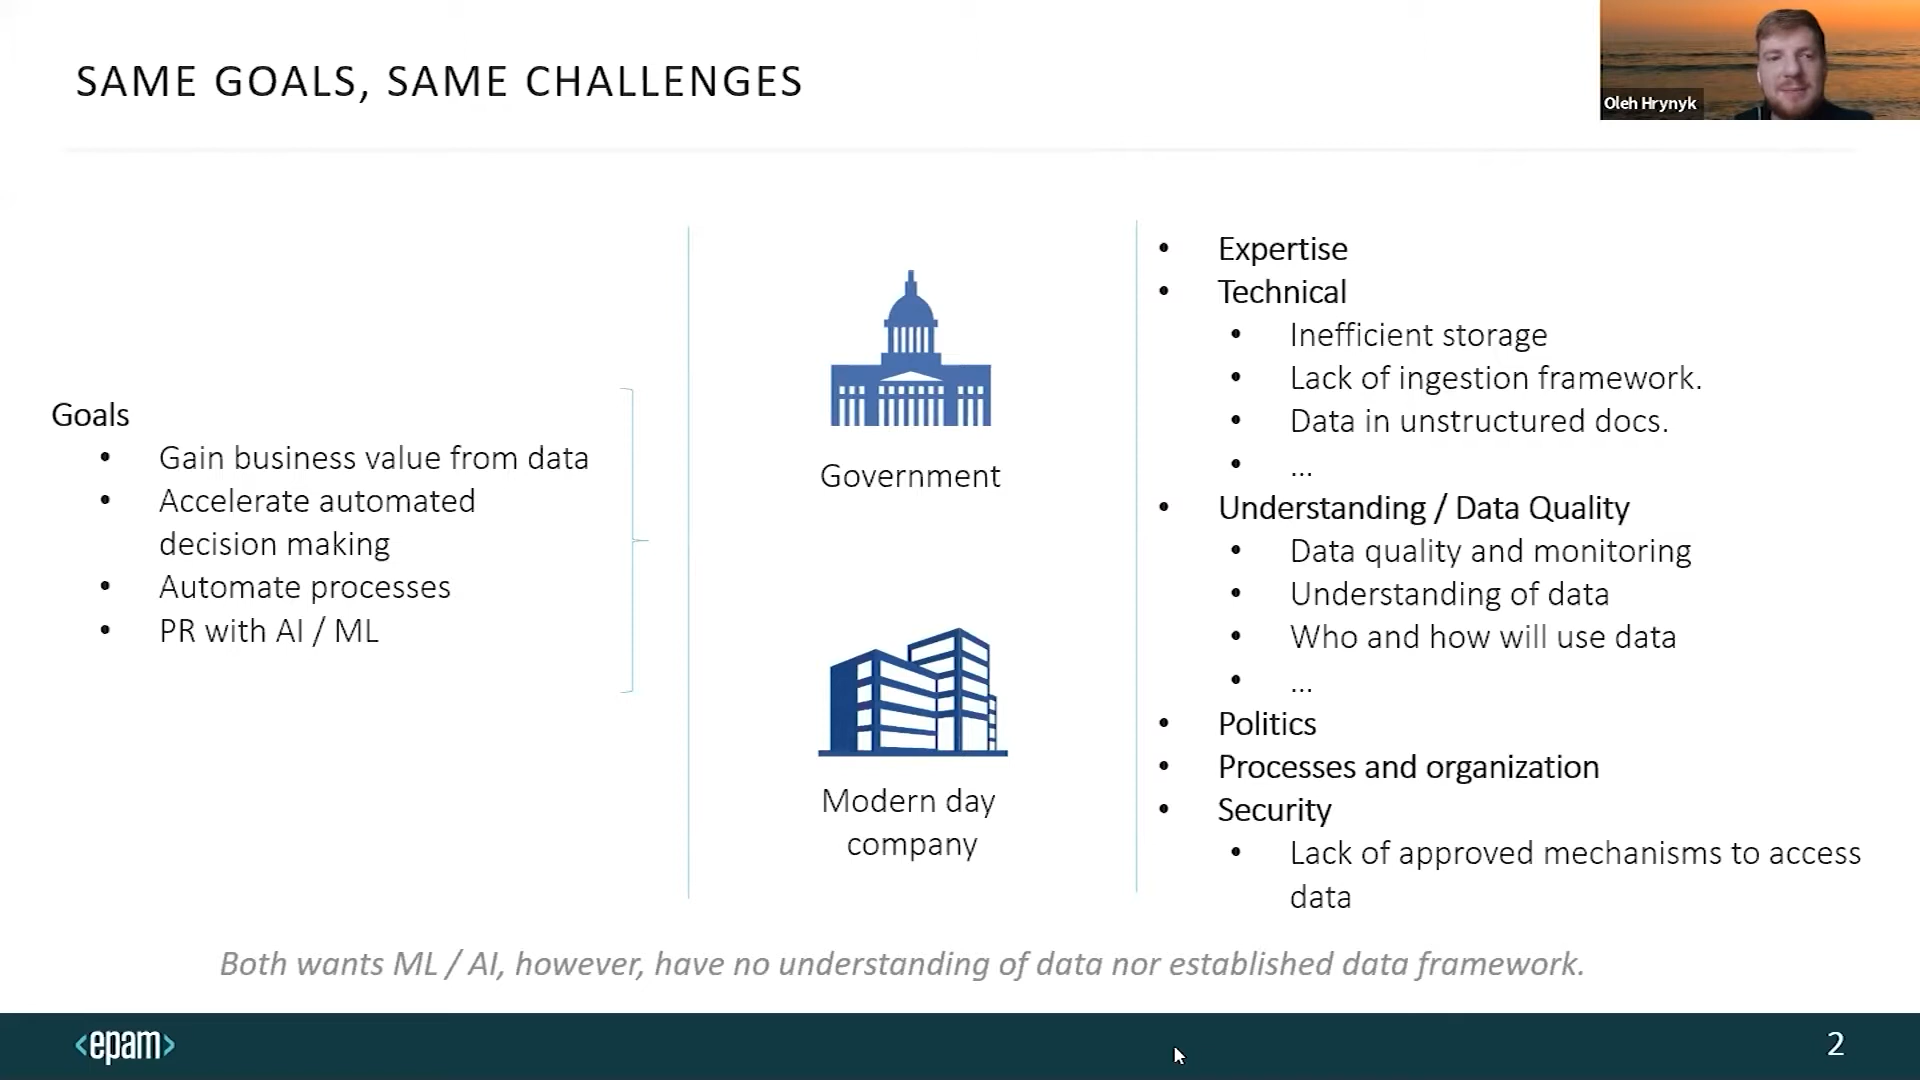 SAME GOALS, SAME CHALLENGES
Oleh Hrynyk
Goals
• Gain business value from data
• Accelerate automated
decision making
• Automate processes
• PR with AI / ML
Government
Modern day
company
• Expertise
• Technical
• Inefficient storage
• Lack of ingestion framework.
• Data in unstructured docs.
• ...
• Understanding / Data Quality
• Data quality and monitoring
• Understanding of data
• Who and how will use data
• ...
• Politics
• Processes and organization
• Security
• Lack of approved mechanisms to access
data
Both wants ML / AI, however, have no understanding of data nor established data framework.
<epam>
2